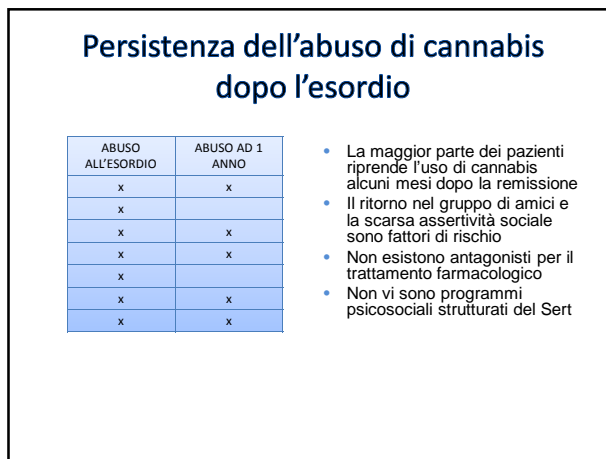 Persistenza dell'abuso di cannabis
dopo l'esordio
ABUSO
ALL'ESORDIO
ABUSO AD 1
ANNO
x x
x
x x
x x
x
x x
x x
• La maggior parte dei pazienti
riprende l'uso di cannabis
alcuni mesi dopo la remissione
• Il ritorno nel gruppo di amici e
la scarsa assertività sociale
sono fattori di rischio
• Non esistono antagonisti per il
trattamento farmacologico
• Non vi sono programmi
psicosociali strutturati del Sert